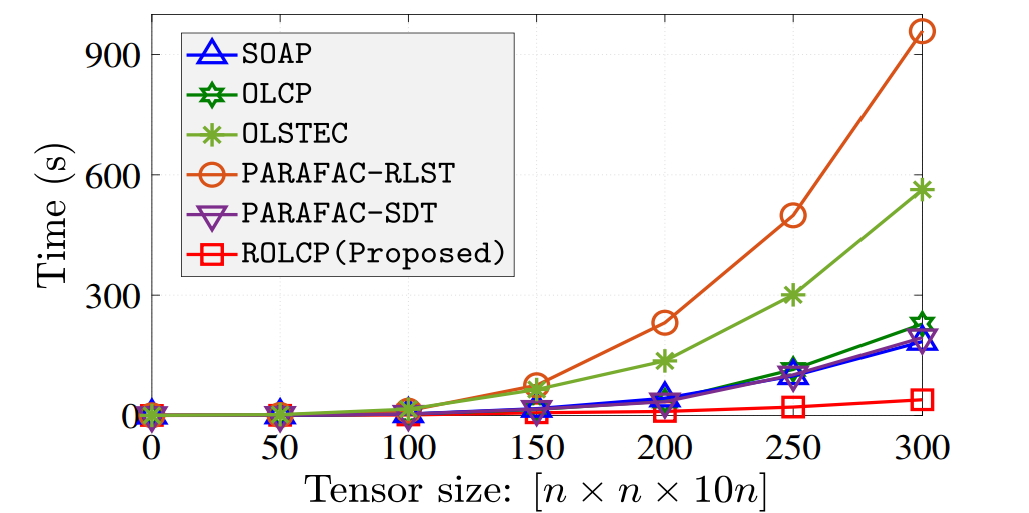 900
600
300
0
Time (s)
SOAP
OLCP
OLSTEC
PARAFAC-RLST
PARAFAC-SDT
ROLCP(Proposed)
0 50 100 150 200 250 300
Tensor size: [n × n × 10n]